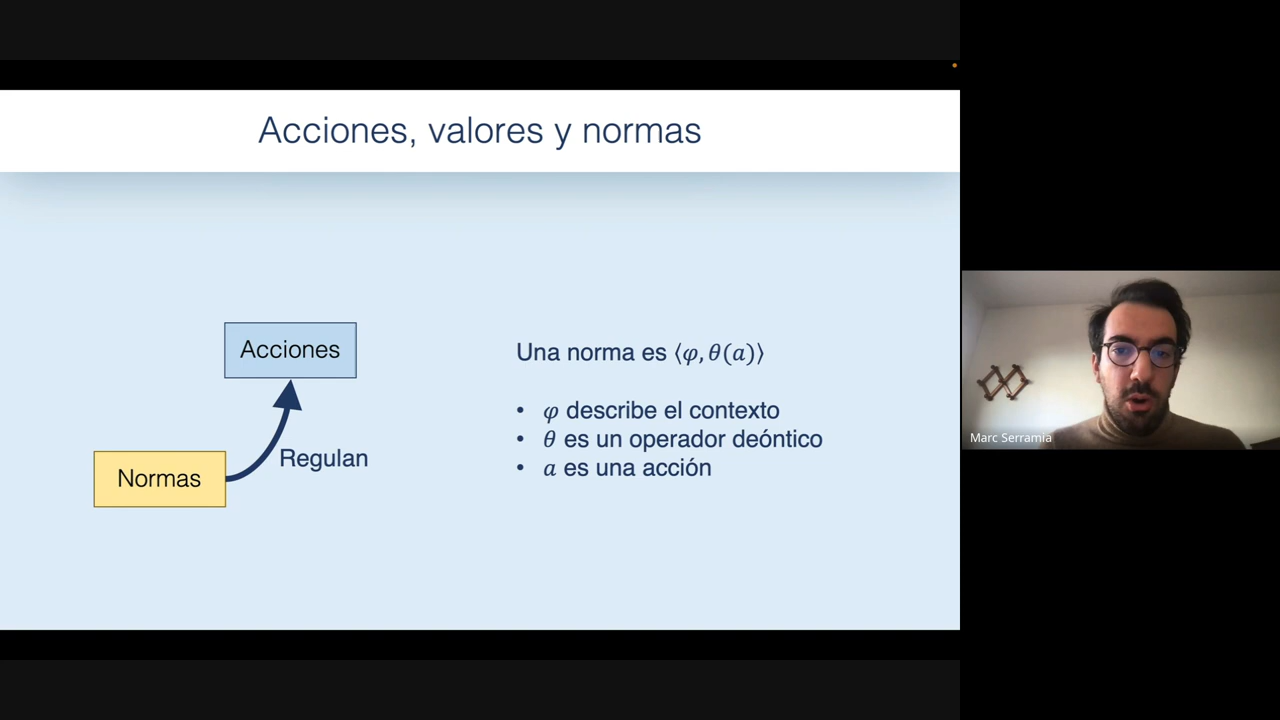 Acciones, valores y normas
Acciones
Regulan
Normas
Una norma es ⟨φ, θ(a)⟩
• φ describe el contexto
• θ es un operador deóntico
• a es una acción
Marc Serramia